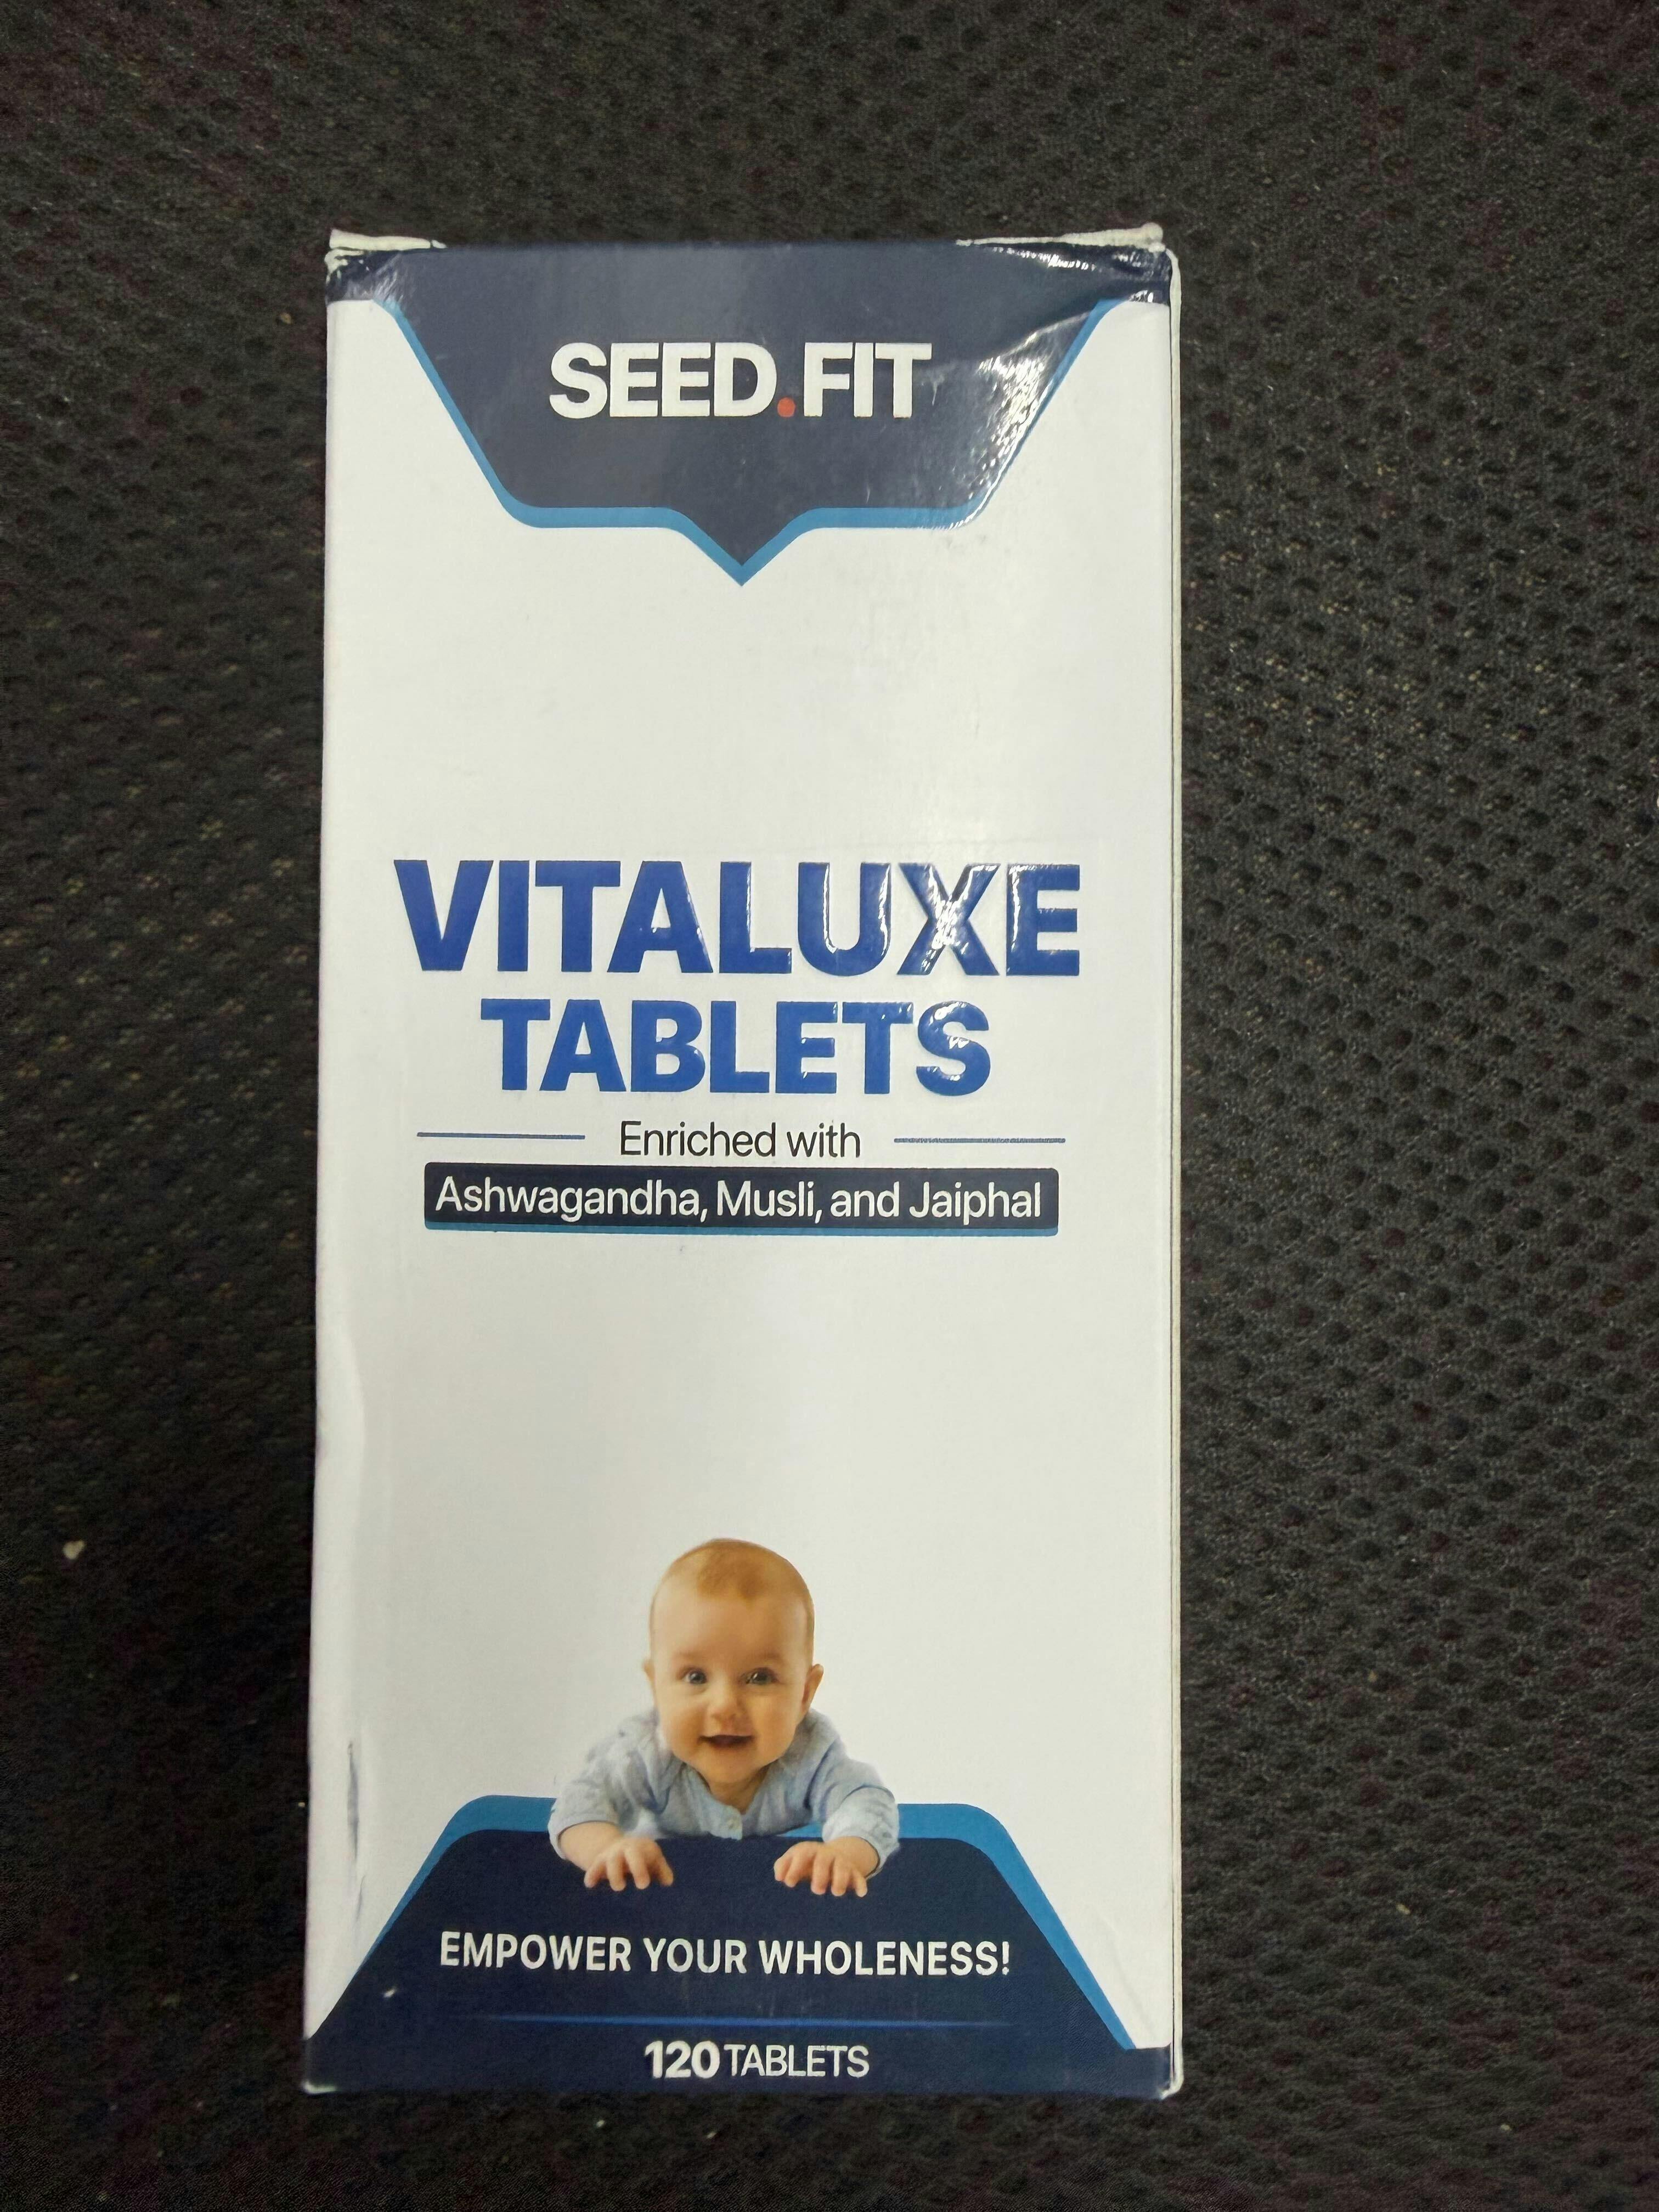 SEED.FIT
VITALUXE
TABLETS
Enriched with
Ashwagandha, Musli, and Jaiphal
EMPOWER YOUR WHOLENESS!
120 TABLETS